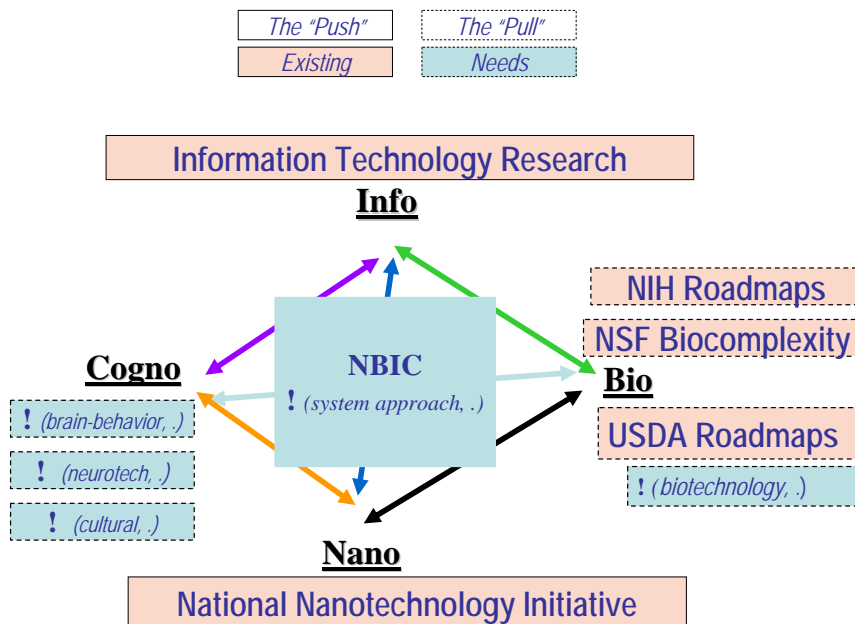 The “Push”
The “Pull”
Existing
Needs
Information Technology Research
Info
NIH Roadmaps
NSF Biocomplexity
NBIC
! (system approach, .)
Cogno
Bio
! (brain-behavior, .)
! (neurotech, .)
! (cultural, .)
USDA Roadmaps
! (biotechnology, .)
Nano
National Nanotechnology Initiative